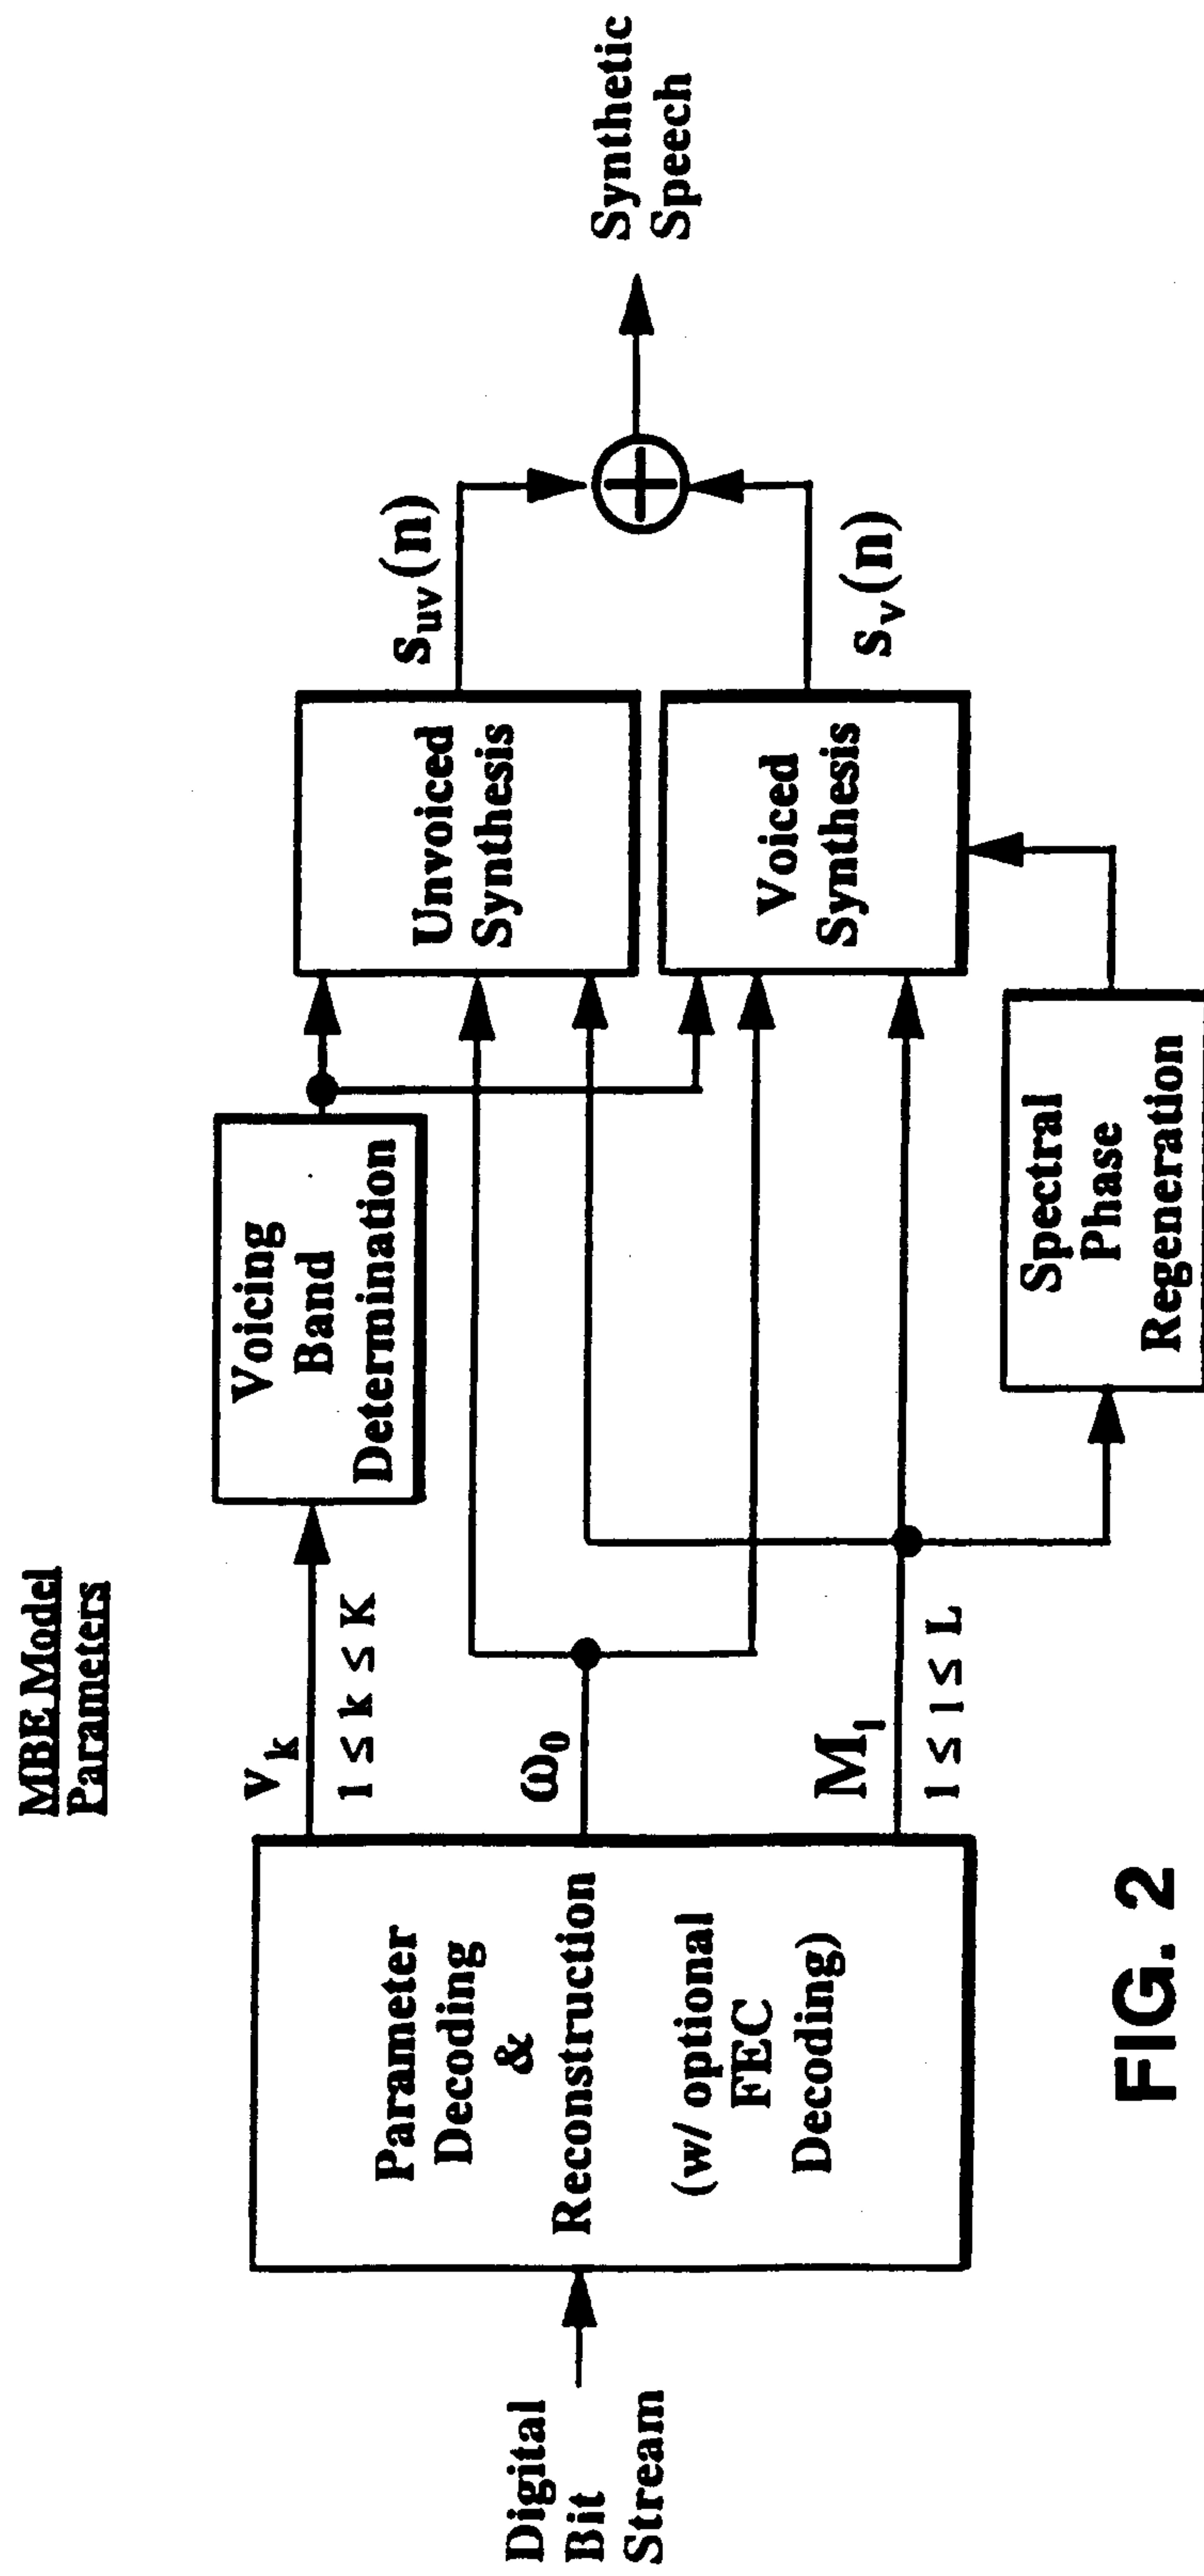 MBE Model
Parameters
Digital
Bit
Stream
Parameter
Decoding
&
Reconstruction
(w/ optional
FEC
Decoding)
v_k
1 ≤ k ≤ K
ω_0
M_l
1 ≤ l ≤ L
Voicing
Band
Determination
Spectral
Phase
Regeneration
Unvoiced
Synthesis
Voiced
Synthesis
s_uv(n)
s_v(n)
Synthetic
Speech
FIG. 2